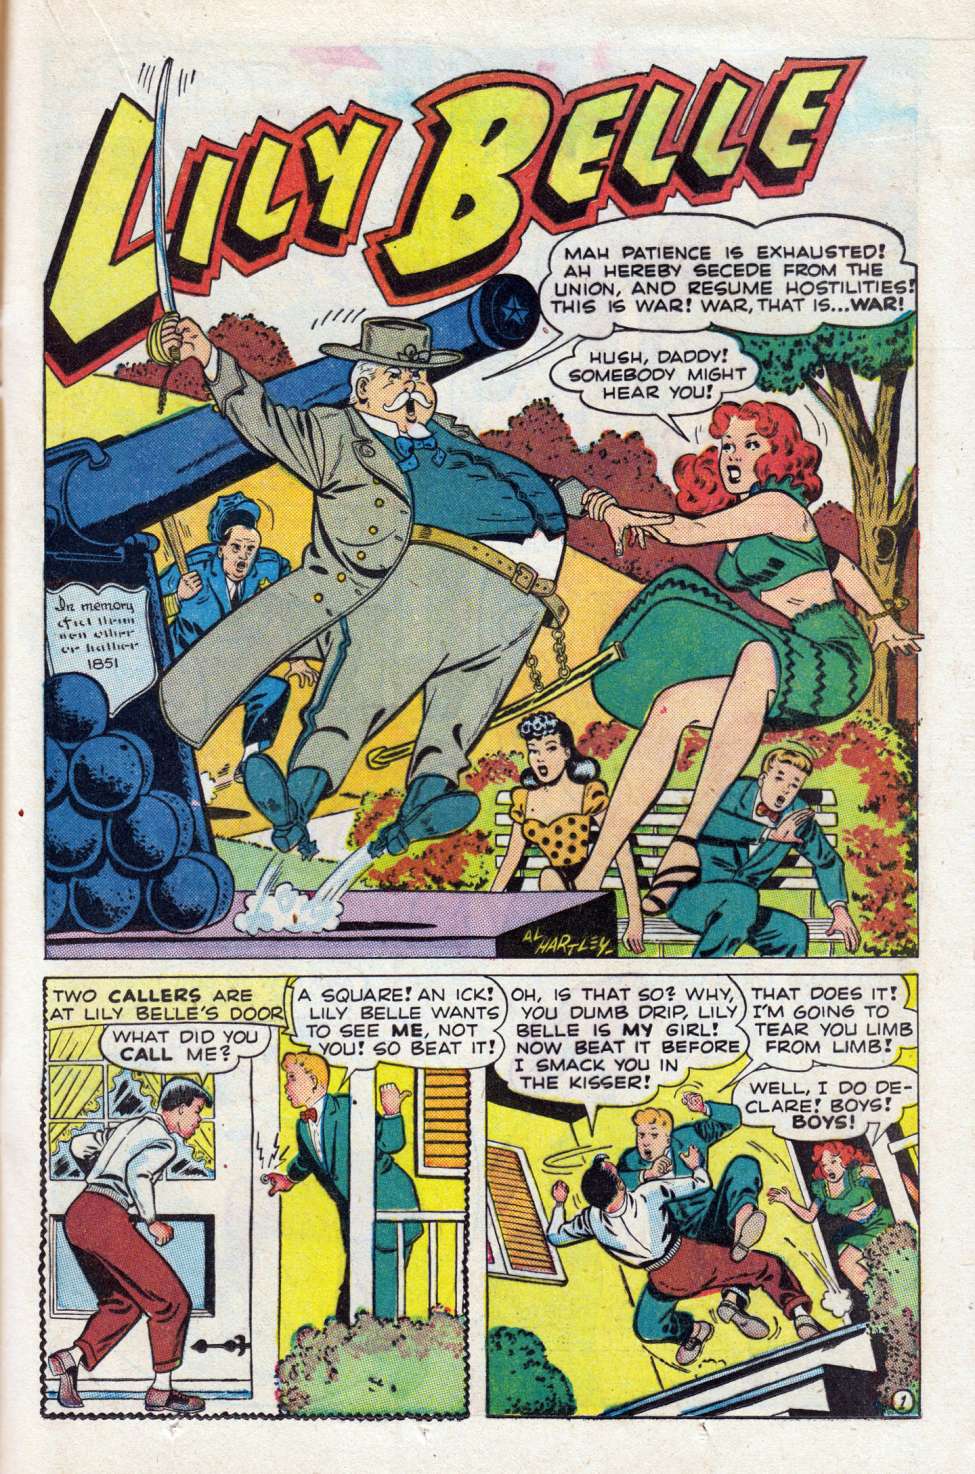 LILY BELLE
MAH PATIENCE IS EXHAUSTED!
AH HEREBY SECEDE FROM THE
UNION, AND RESUME HOSTILITIES!
THIS IS WAR! WAR, THAT IS...WAR!
HUSH, DADDY!
SOMEBODY MIGHT
HEAR YOU!
In memory
1851
AL
HARTLEY-
TWO CALLERS ARE
AT LILY BELLE'S DOOR
WHAT DID YOU
CALL ME?
A SQUARE! AN ICK!
LILY BELLE WANTS
TO SEE ME, NOT
YOU! SO BEAT IT!
OH, IS THAT SO? WHY,
YOU DUMB DRIP, LILY
BELLE IS MY GIRL!
NOW BEAT IT BEFORE
I SMACK YOU IN
THE KISSER!
THAT DOES IT!
I'M GOING TO
TEAR YOU LIMB
FROM LIMB!
WELL, I DO DE-
CLARE! BOYS!
BOYS!
1